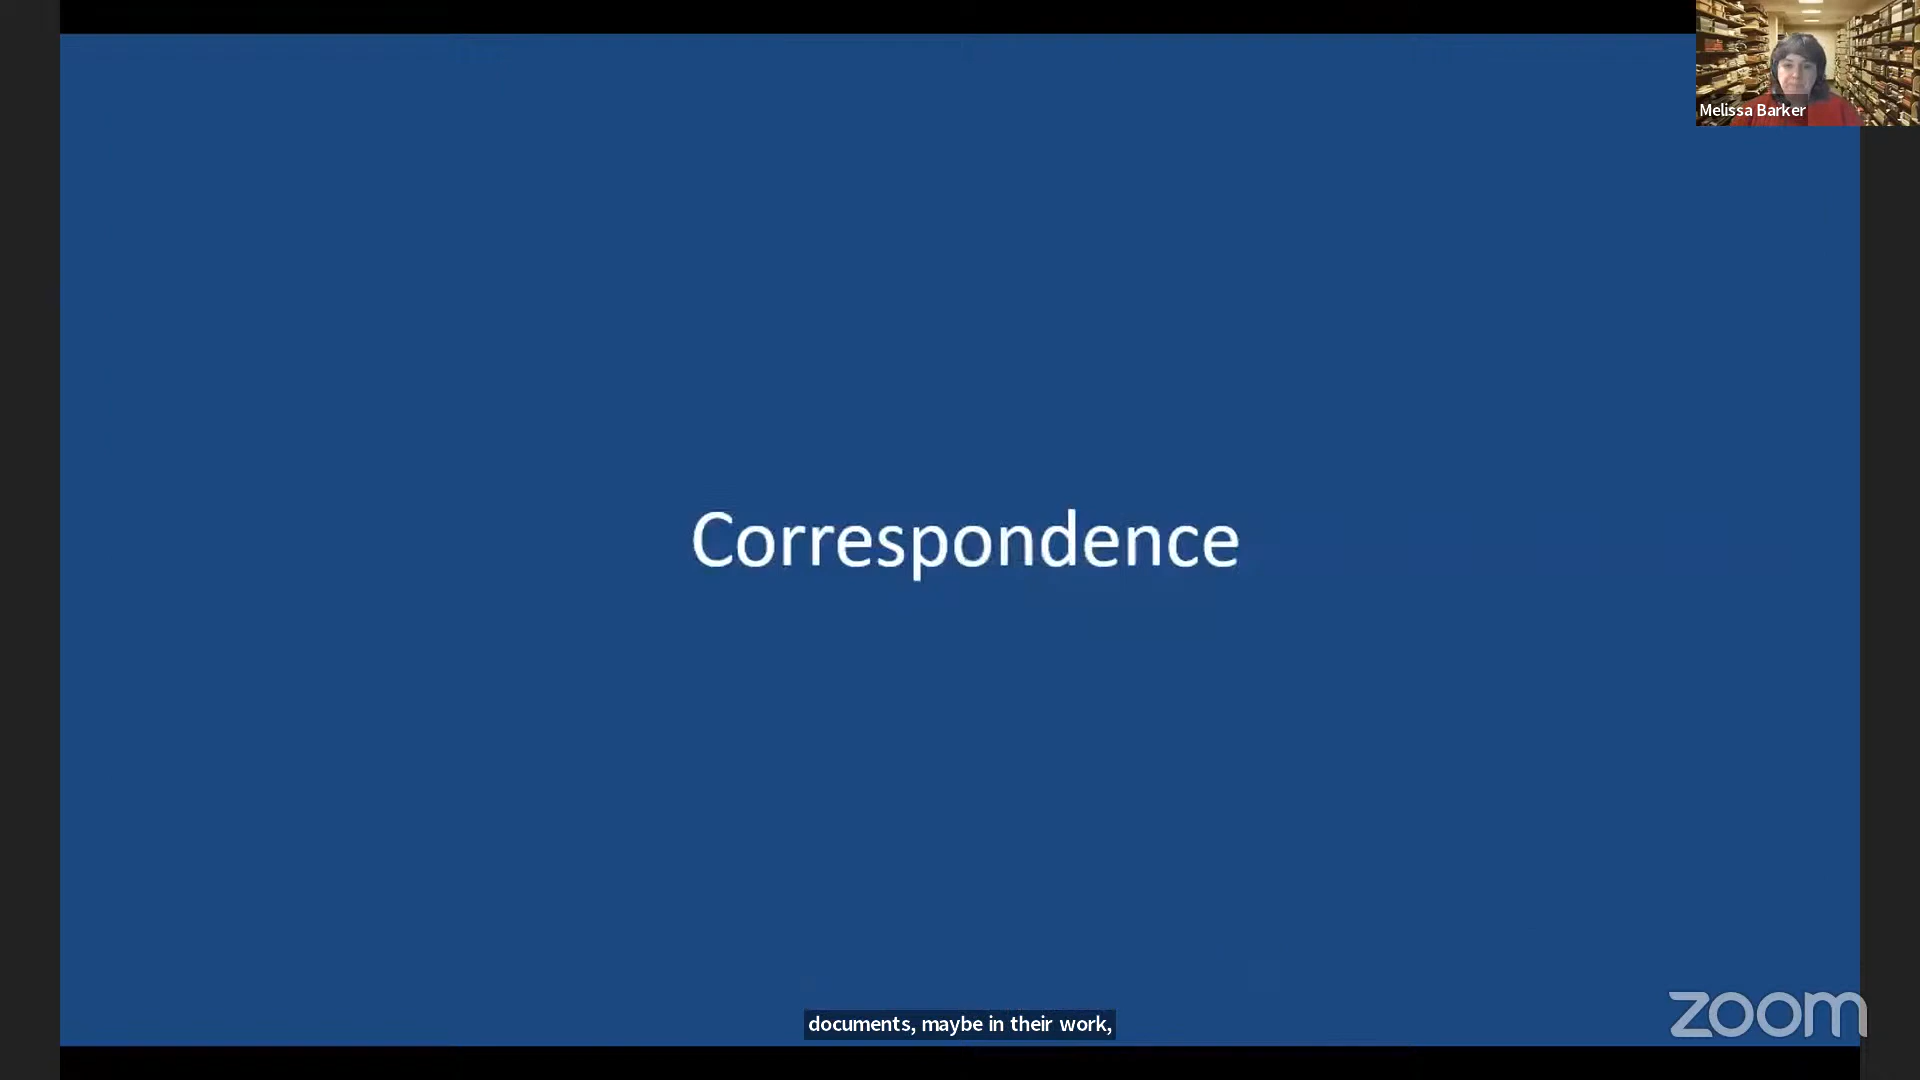 Melissa Barker
Correspondence
documents, maybe in their work,
zoom